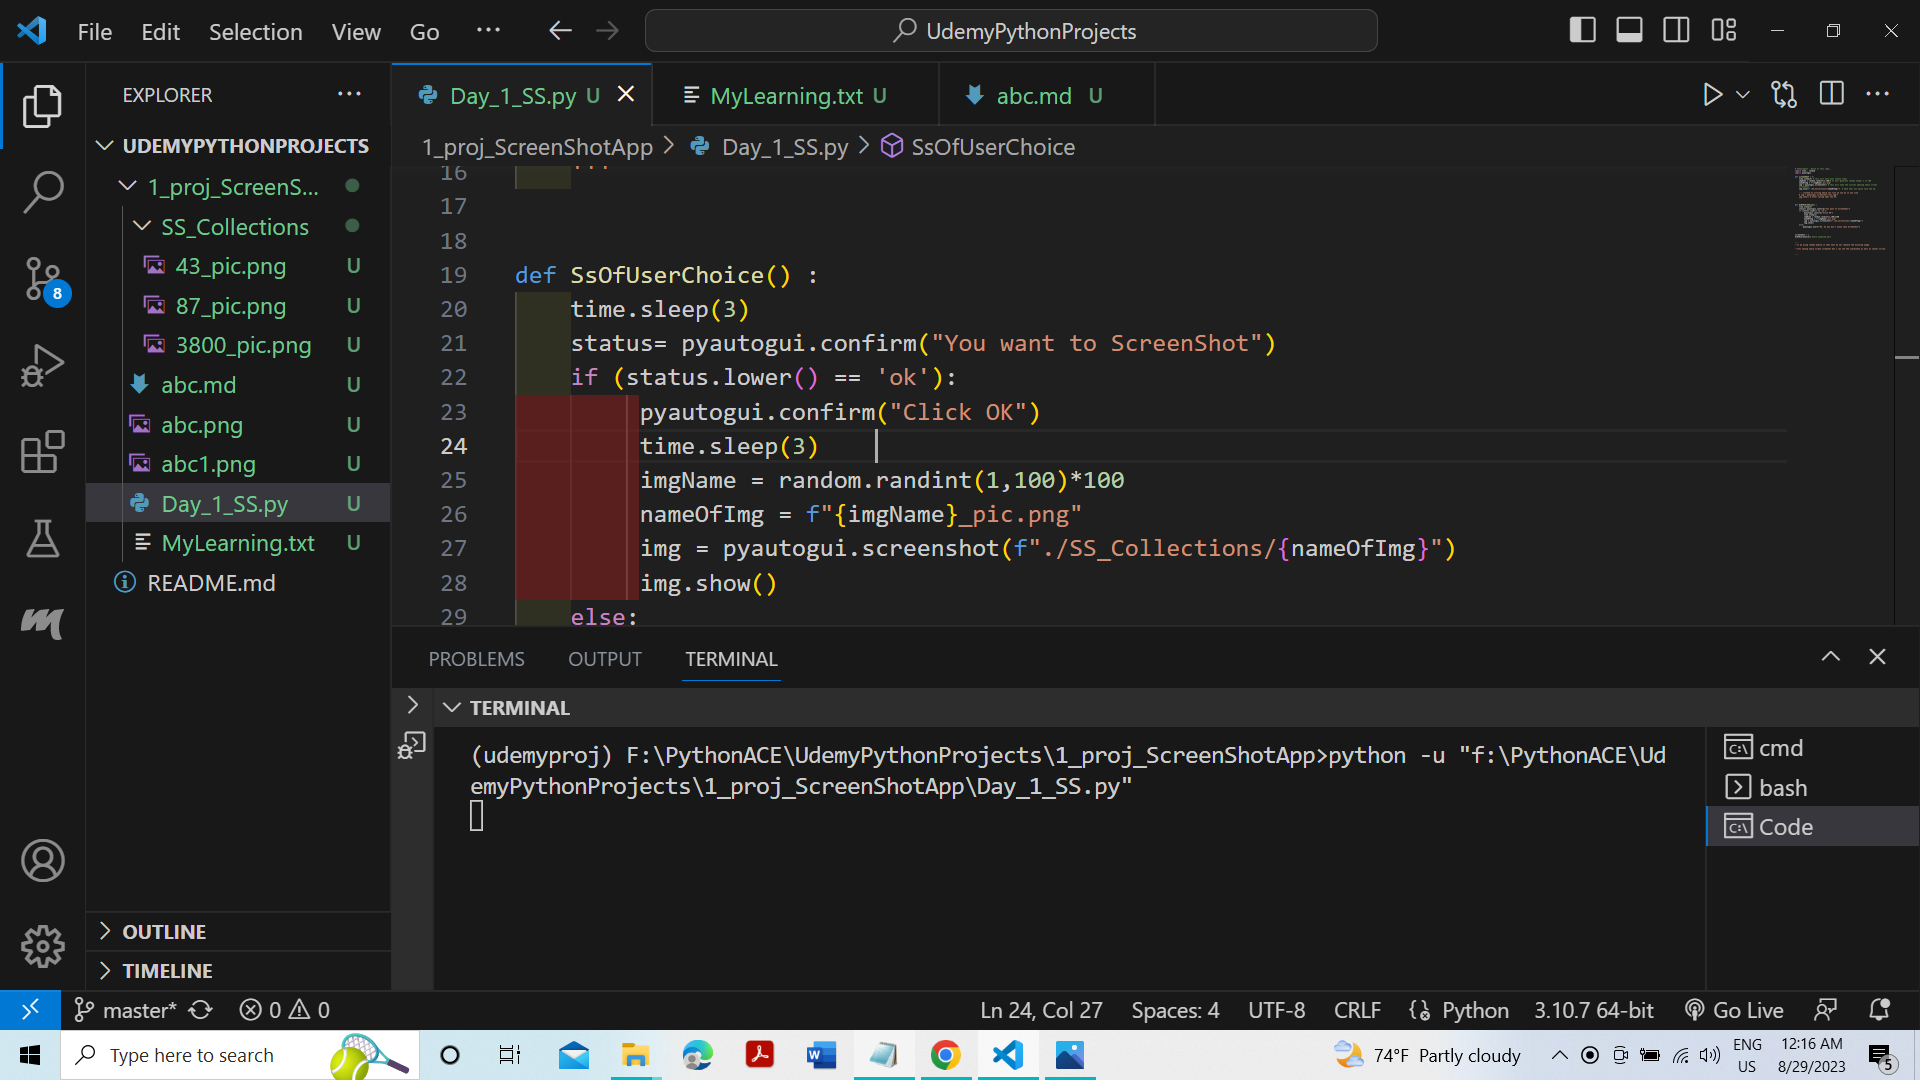 File Edit Selection View Go ··· UdemyPythonProjects
EXPLORER
UDEMYPYTHONPROJECTS
1_proj_ScreenS...
SS_Collections
43_pic.png U
87_pic.png U
3800_pic.png U
abc.md U
abc.png U
abc1.png U
Day_1_SS.py U
MyLearning.txt U
README.md
OUTLINE
TIMELINE
8
Day_1_SS.py U MyLearning.txt U abc.md U
1_proj_ScreenShotApp > Day_1_SS.py > SsOfUserChoice
16 '''
17
18
19 def SsOfUserChoice() :
20 time.sleep(3)
21 status= pyautogui.confirm("You want to ScreenShot")
22 if (status.lower() == 'ok'):
23 pyautogui.confirm("Click OK")
24 time.sleep(3)
25 imgName = random.randint(1,100)*100
26 nameOfImg = f"{imgName}_pic.png"
27 img = pyautogui.screenshot(f"./SS_Collections/{nameOfImg}")
28 img.show()
29 else:
PROBLEMS OUTPUT TERMINAL
TERMINAL
(udemyproj) F:\PythonACE\UdemyPythonProjects\1_proj_ScreenShotApp>python -u "f:\PythonACE\Ud
emyPythonProjects\1_proj_ScreenShotApp\Day_1_SS.py"
cmd
bash
Code
master* 0 0 Ln 24, Col 27 Spaces: 4 UTF-8 CRLF Python 3.10.7 64-bit Go Live
Type here to search 74°F Partly cloudy ENG US 12:16 AM 8/29/2023 5